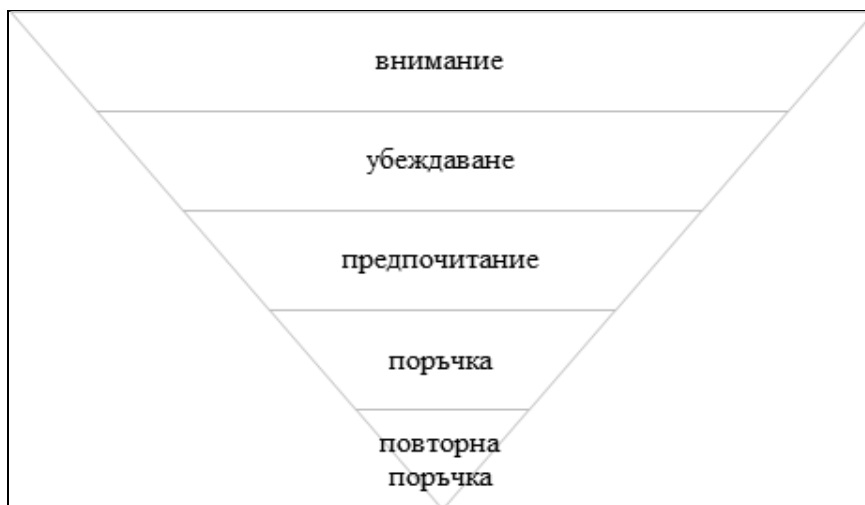 внимание
убеждаване
предпочитание
поръчка
повторна
поръчка